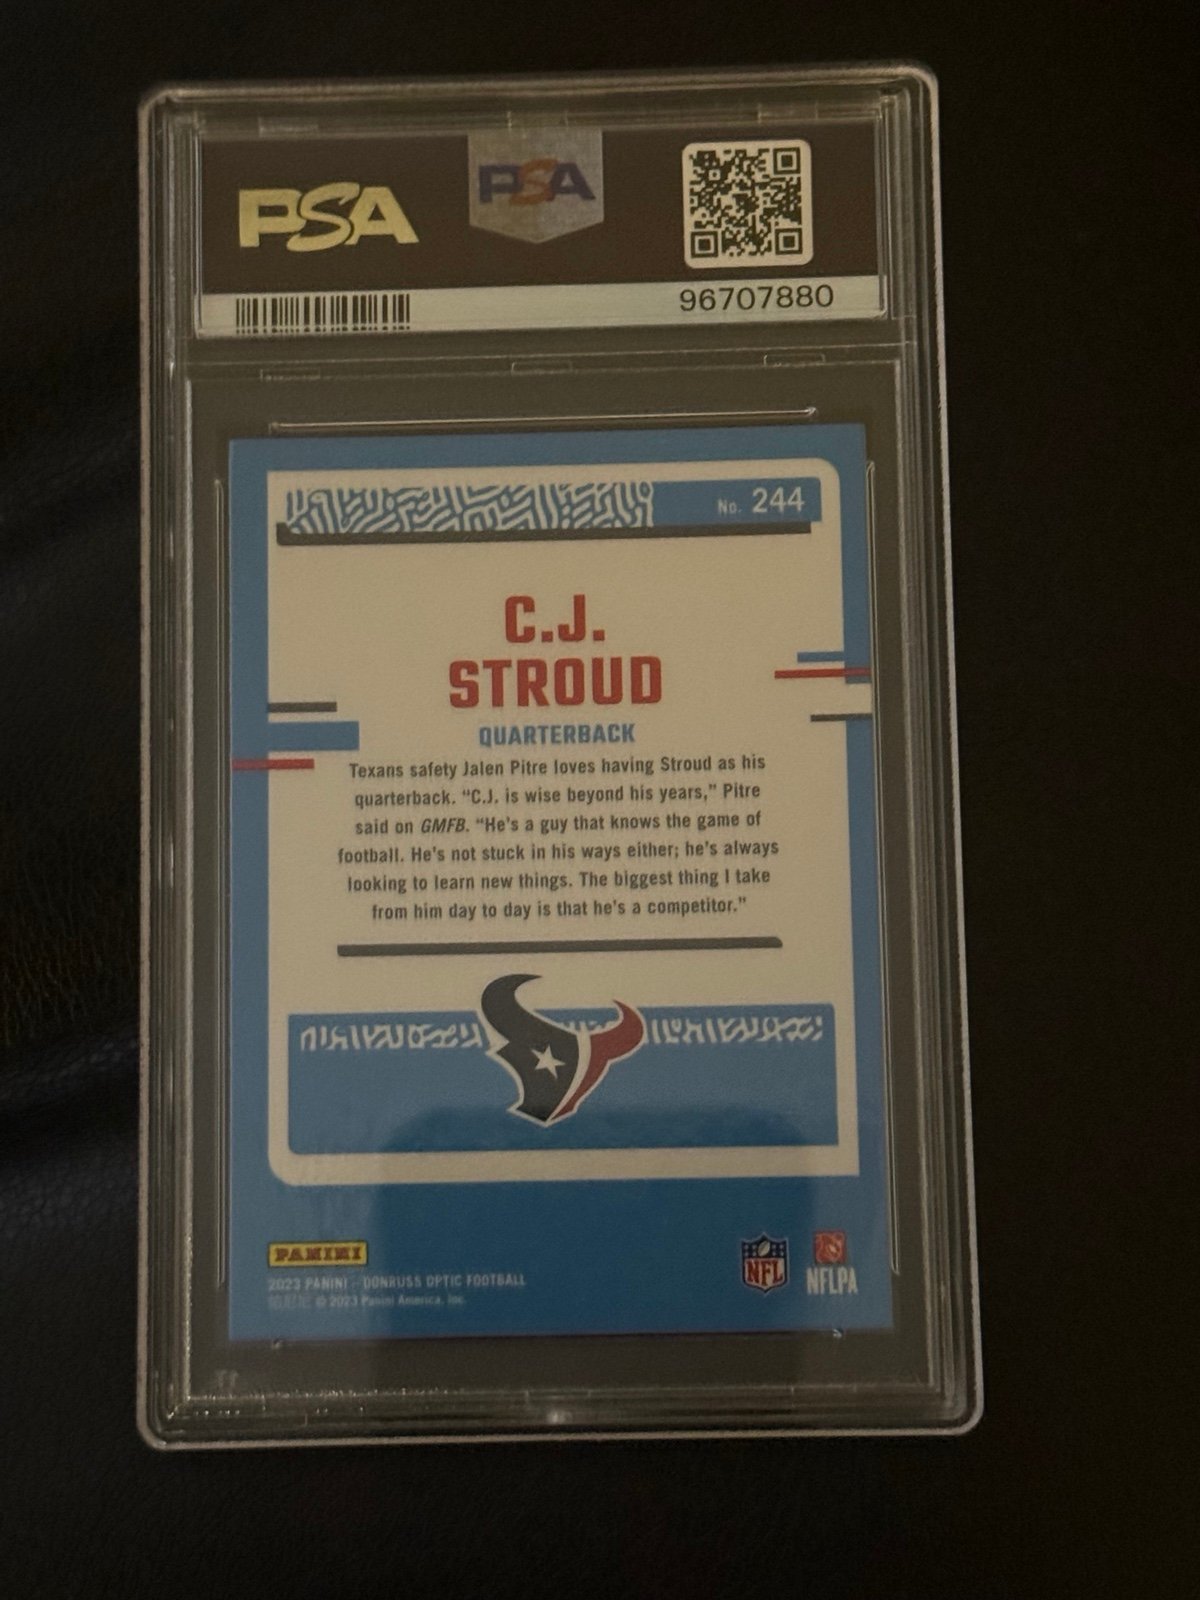 PSA
PSA
96707880
No. 244
C.J.
STROUD
QUARTERBACK
Texans safety Jalen Pitre loves having Stroud as his
quarterback. “C.J. is wise beyond his years,” Pitre
said on GMFB. “He's a guy that knows the game of
football. He's not stuck in his ways either; he's always
looking to learn new things. The biggest thing I take
from him day to day is that he's a competitor.”
PANINI
2023 PANINI – DONRUSS OPTIC FOOTBALL
© 2023 Panini America, Inc.
NFL
NFLPA